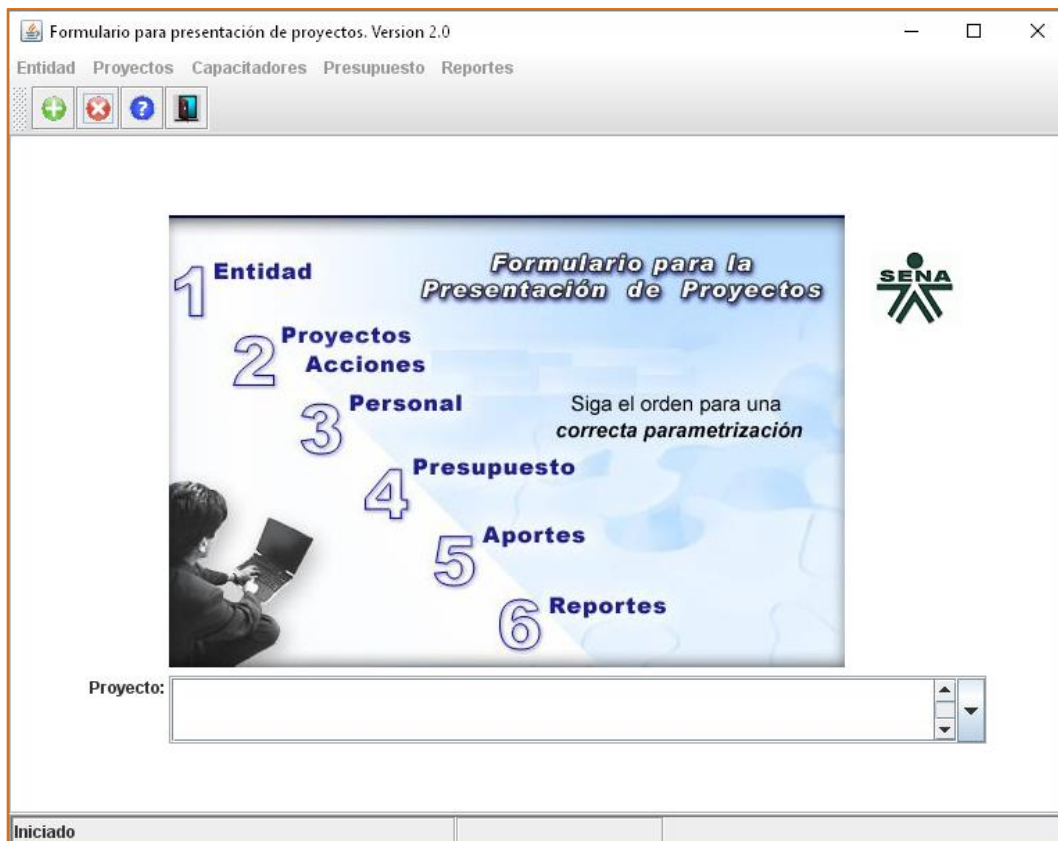 Formulario para presentación de proyectos. Version 2.0
Entidad Proyectos Capacitadores Presupuesto Reportes
1 Entidad
Formulario para la
Presentación de Proyectos
SENA
2 Proyectos
Acciones
3 Personal
Siga el orden para una
correcta parametrización
4 Presupuesto
5 Aportes
6 Reportes
Proyecto:
Iniciado